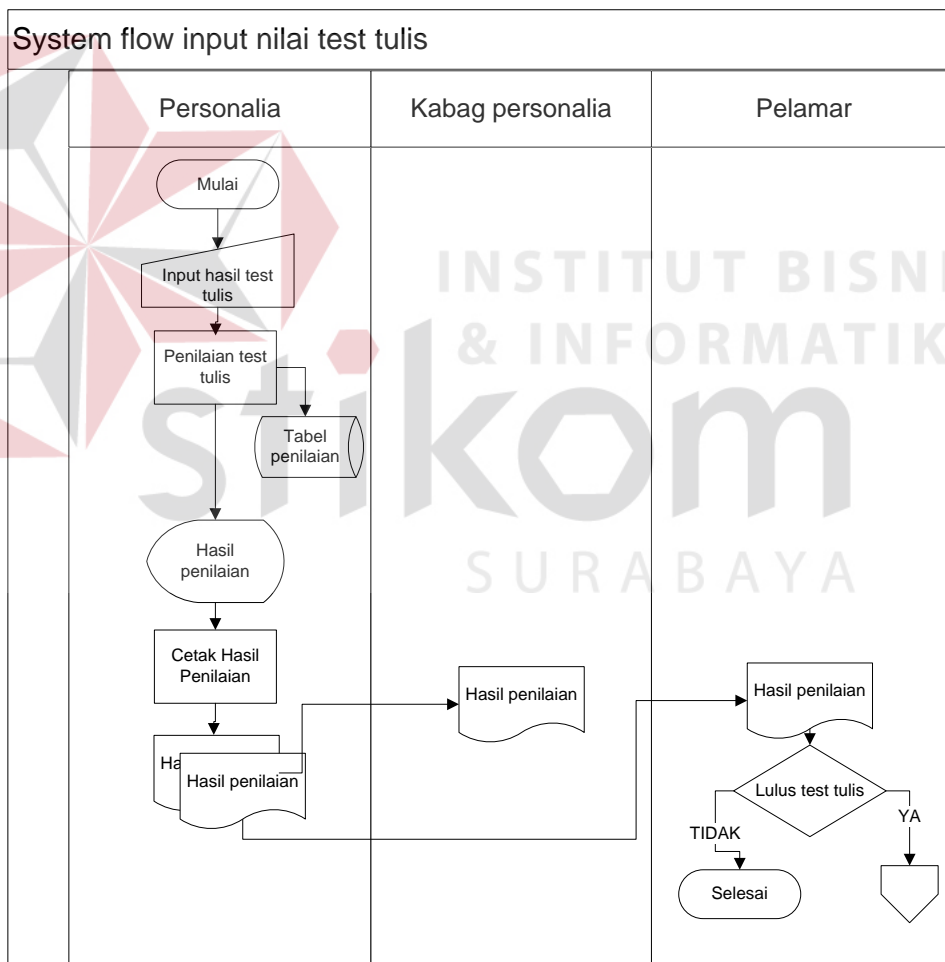 System flow input nilai test tulis
Personalia
Kabag personalia
Pelamar
Mulai
Input hasil test
tulis
Penilaian test
tulis
Tabel
penilaian
Hasil
penilaian
Cetak Hasil
Penilaian
Hasil penilaian
Hasil penilaian
Hasil penilaian
Lulus test tulis
TIDAK
YA
Selesai
INSTITUT
& INFORMATIK
stikom
SURABAYA